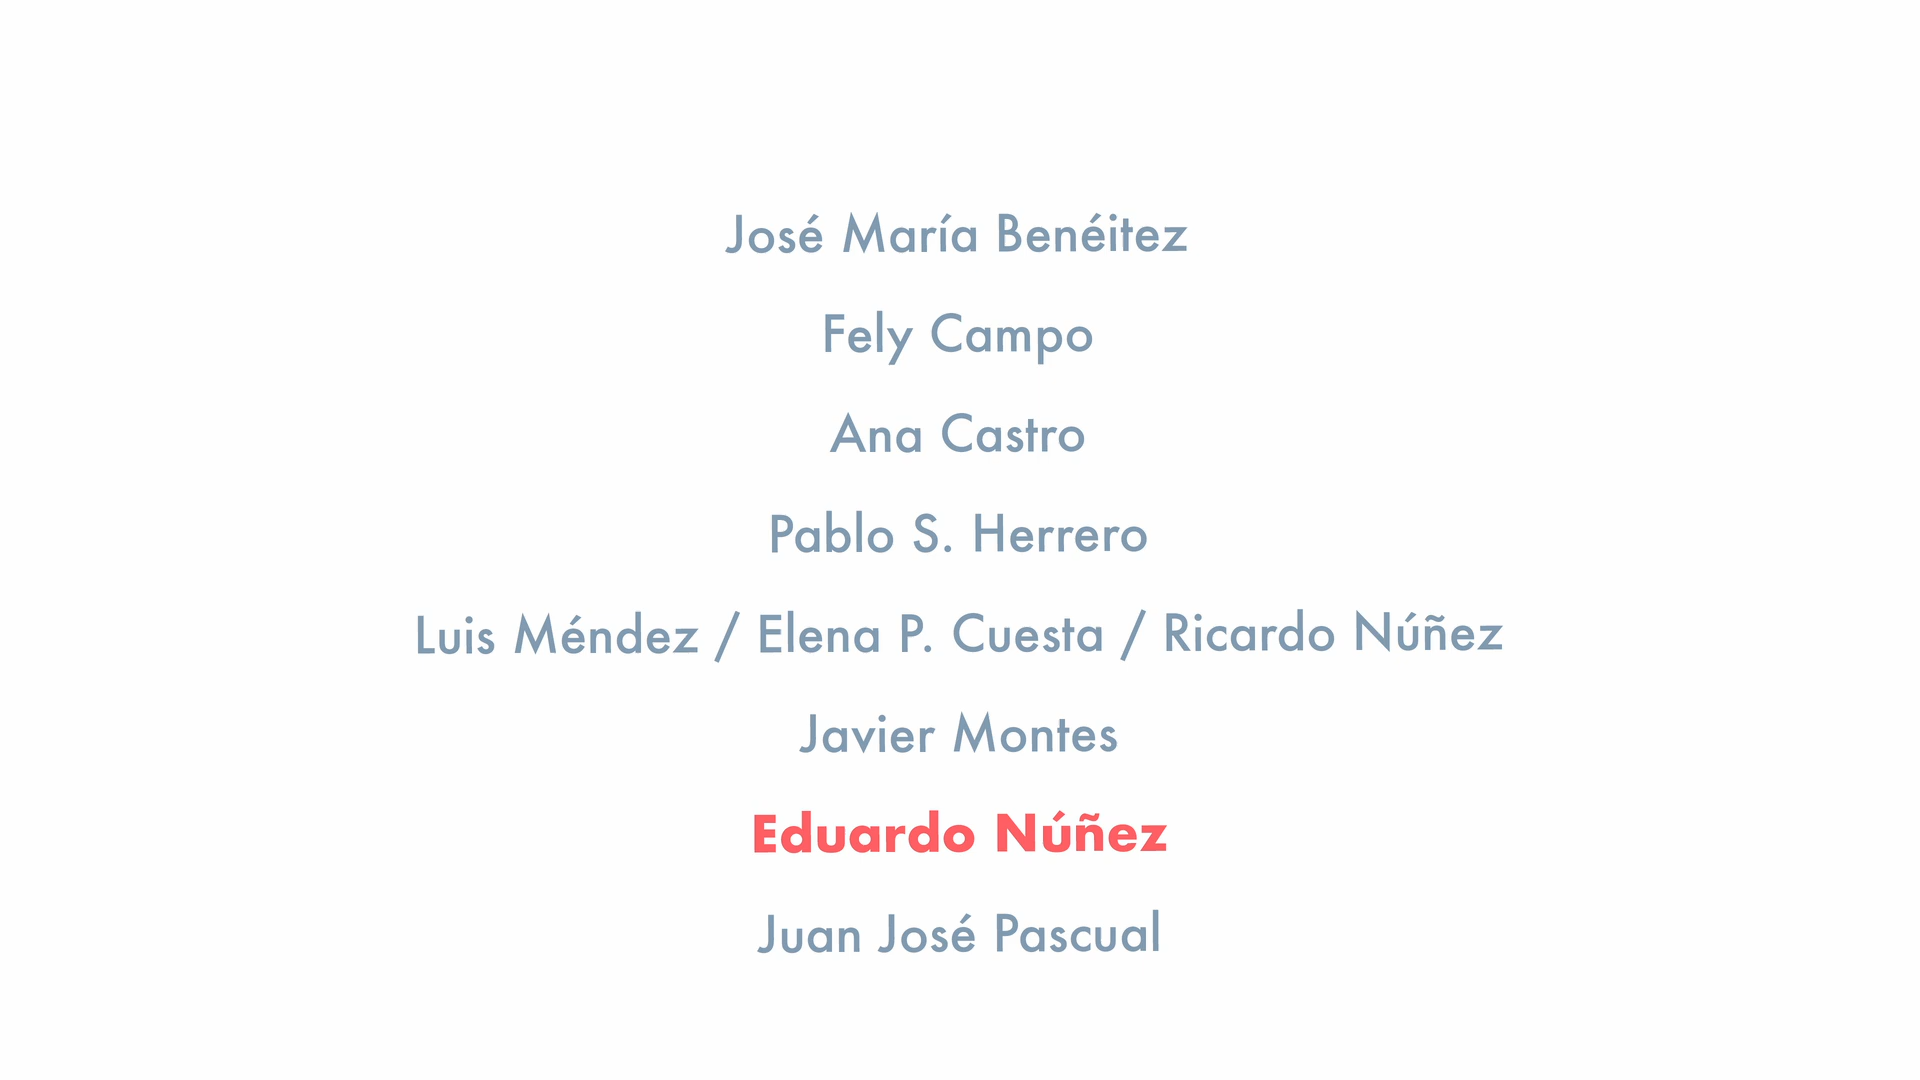 José María Benéitez
Fely Campo
Ana Castro
Pablo S. Herrero
Luis Méndez / Elena P. Cuesta / Ricardo Núñez
Javier Montes
Eduardo Núñez
Juan José Pascual